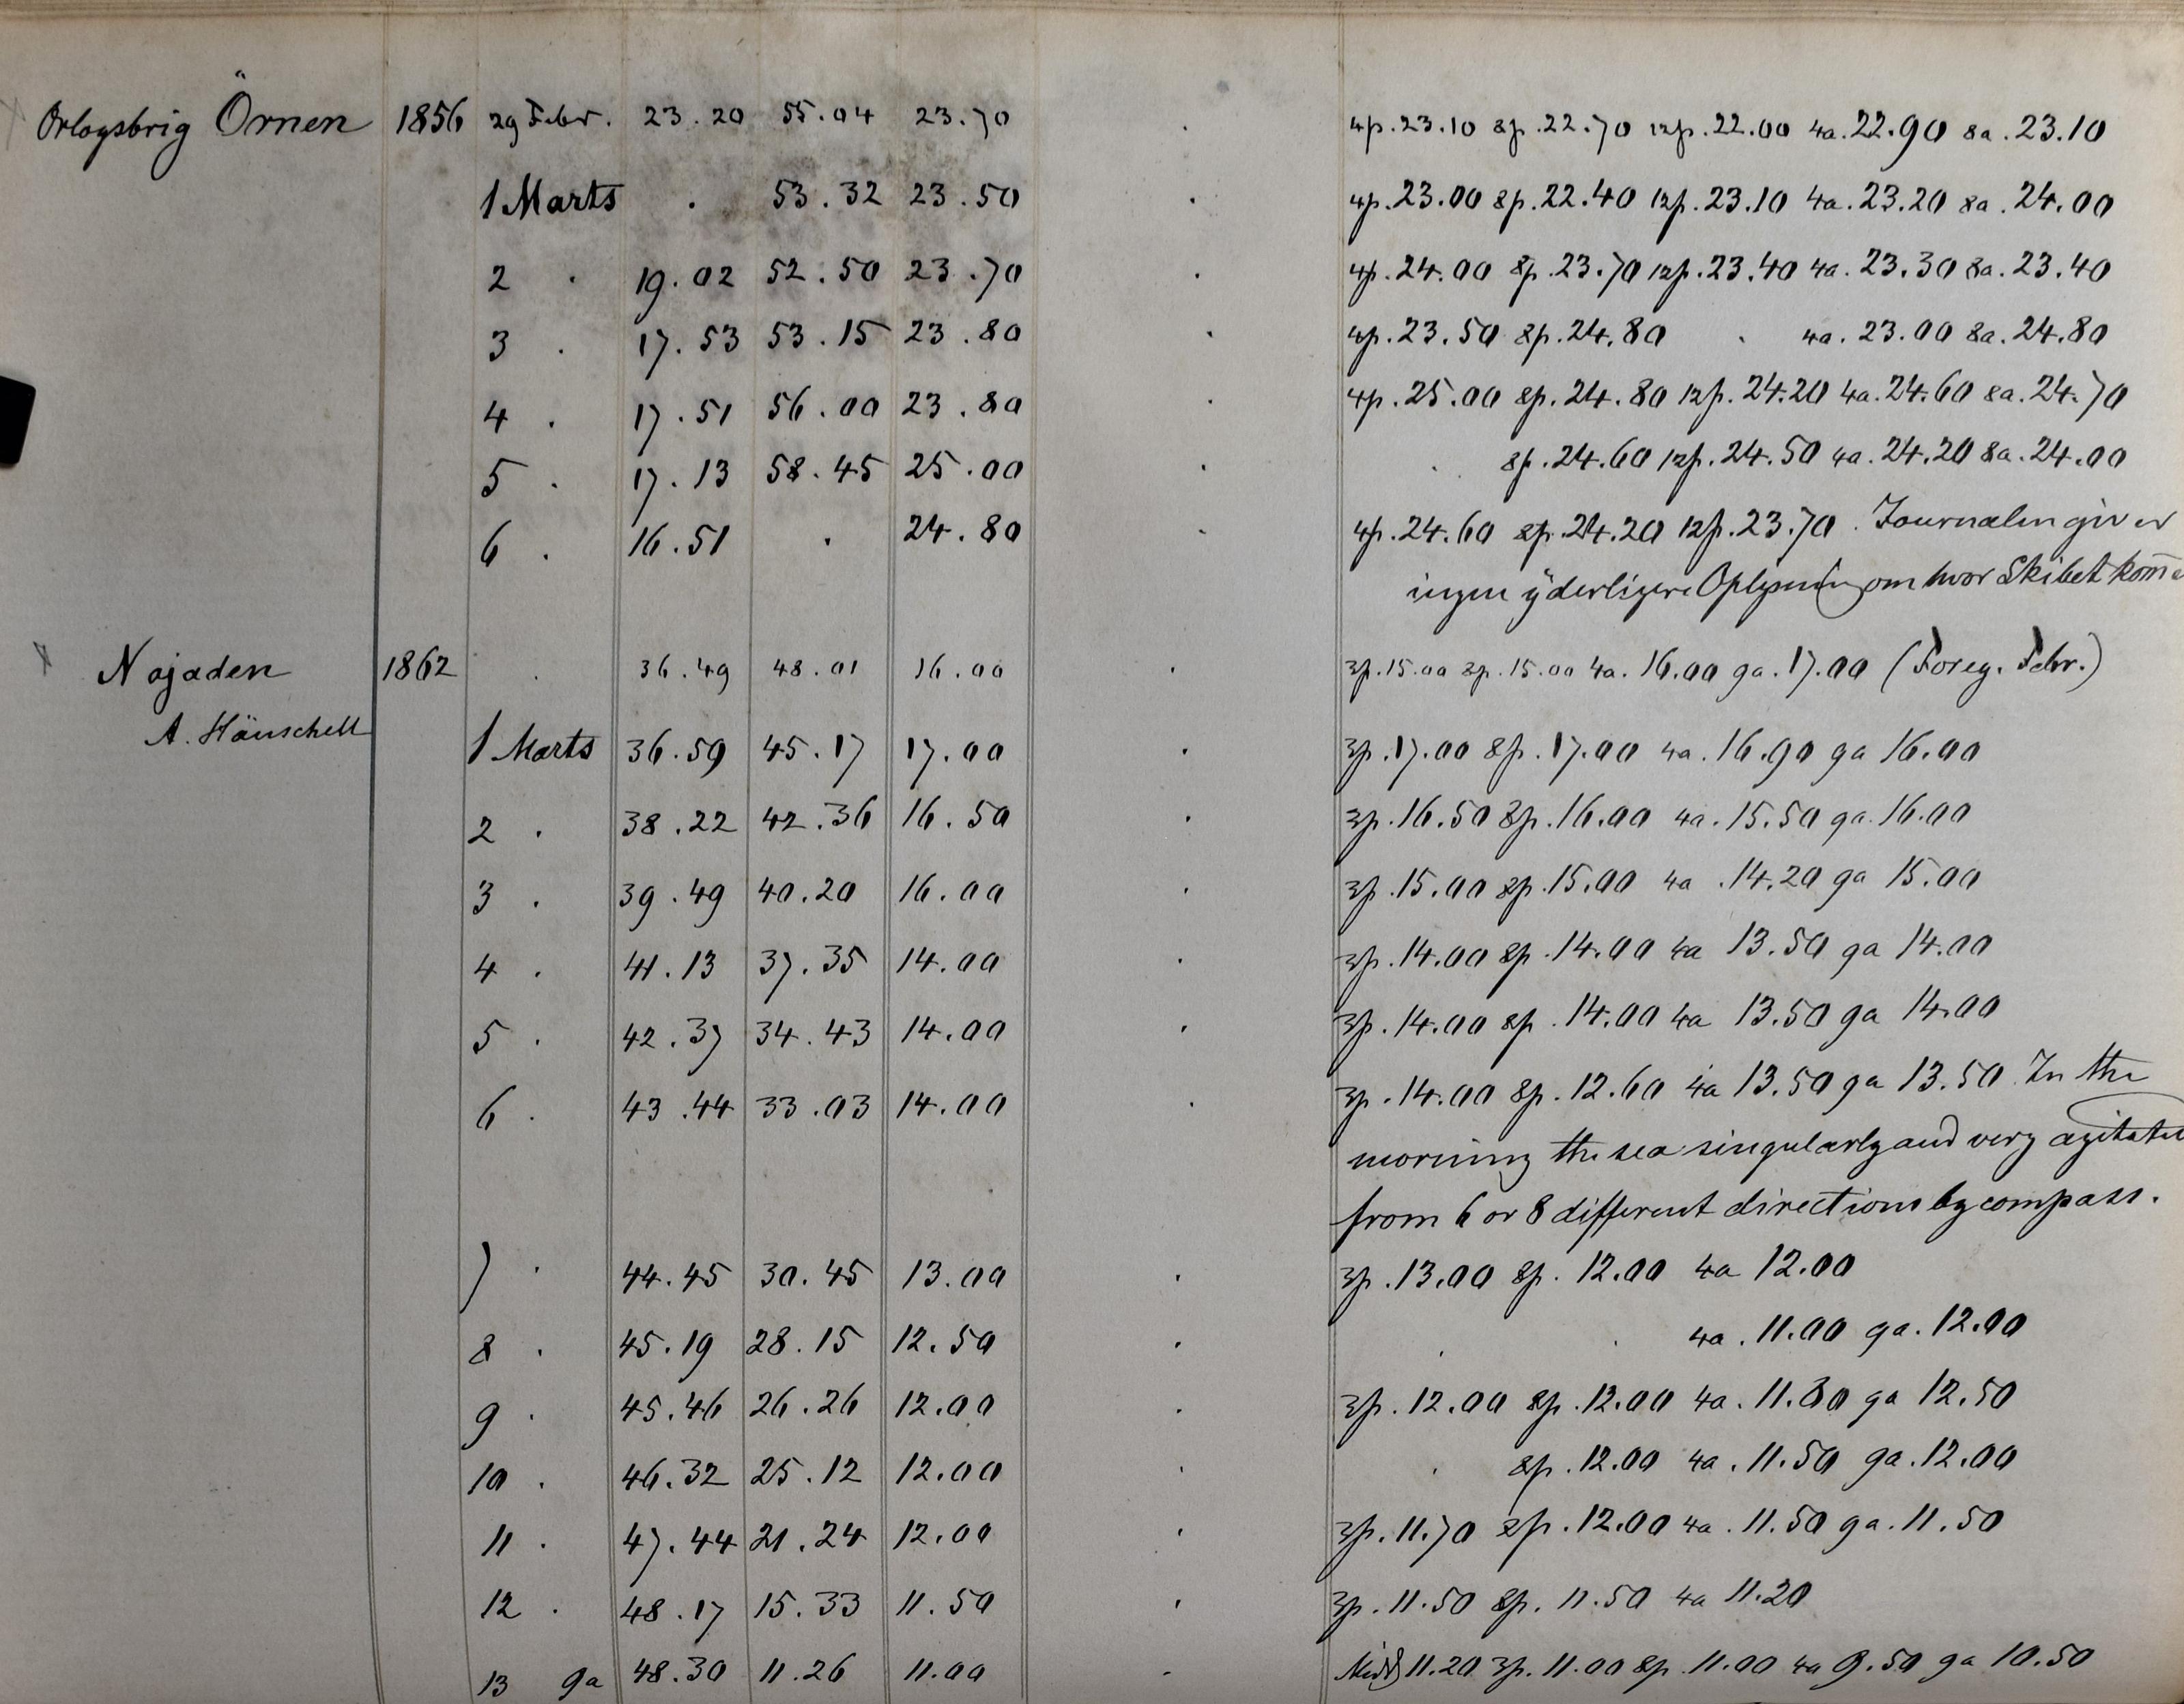 Orlogsbrig Örnen 1856 29 Febr. 23.20 55.04 23.70 . 4p.23.10 8p.22.70 12p.22.00 4a.22.90 8a.23.10
1 Marts . 53.32 23.50 . 4p.23.00 8p.22.40 12p.23.10 4a.23.20 8a.24.00
2 . 19.02 52.50 23.70 . 4p.24.00 8p.23.70 12p.23.40 4a.23.30 8a.23.40
3 . 17.53 53.15 23.80 . 4p.23.50 8p.24.80 . 4a.23.00 8a.24.80
4 . 17.51 56.00 23.80 . 4p.25.00 8p.24.80 12p.24.20 4a.24.60 8a.24.70
5 . 17.13 58.45 25.00 . . 8p.24.60 12p.24.50 4a.24.20 8a.24.00
6 . 16.51 . 24.80 . 4p.24.60 8p.24.20 12p.23.70. Journalen giver
ingen yderligere Oplysning om hvor Skibet kom̄er
Najaden 1862 . 36.49 48.01 16.00 . 3p.15.00 8p.15.00 4a.16.00 9a.17.00 (Foreg. Febr.)
A. Hänschell
1 Marts 36.59 45.17 17.00 . 3p.17.00 8p.17.00 4a.16.90 9a 16.00
2 . 38.22 42.36 16.50 . 3p.16.50 8p.16.00 4a.15.50 9a.16.00
3 . 39.49 40.20 16.00 . 3p.15.00 8p.15.00 4a.14.20 9a 15.00
4 . 41.13 37.35 14.00 . 3p.14.00 8p.14.00 4a 13.50 9a 14.00
5 . 42.37 34.43 14.00 . 3p.14.00 8p.14.00 4a 13.50 9a 14.00
6 . 43.44 33.03 14.00 . 3p.14.00 8p.12.60 4a 13.50 9a 13.50 In the
morning the sea singularly and very agitated
from 6 or 8 different directions by compass.
7 . 44.45 30.45 13.00 . 3p.13.00 8p.12.00 4a 12.00
8 . 45.19 28.15 12.50 . . . 4a.11.00 9a.12.00
9 . 45.46 26.26 12.00 . 3p.12.00 8p.12.00 4a.11.80 9a 12.50
10 . 46.32 25.12 12.00 . . 8p.12.00 4a.11.50 9a.12.00
11 . 47.44 21.24 12.00 . 3p.11.70 8p.12.00 4a.11.50 9a.11.50
12 . 48.17 15.33 11.50 . 3p.11.50 8p.11.50 4a 11.20
13 9a 48.30 11.26 11.00 . Midd 11.20 3p.11.00 8p.11.00 4a 9.50 9a 10.50